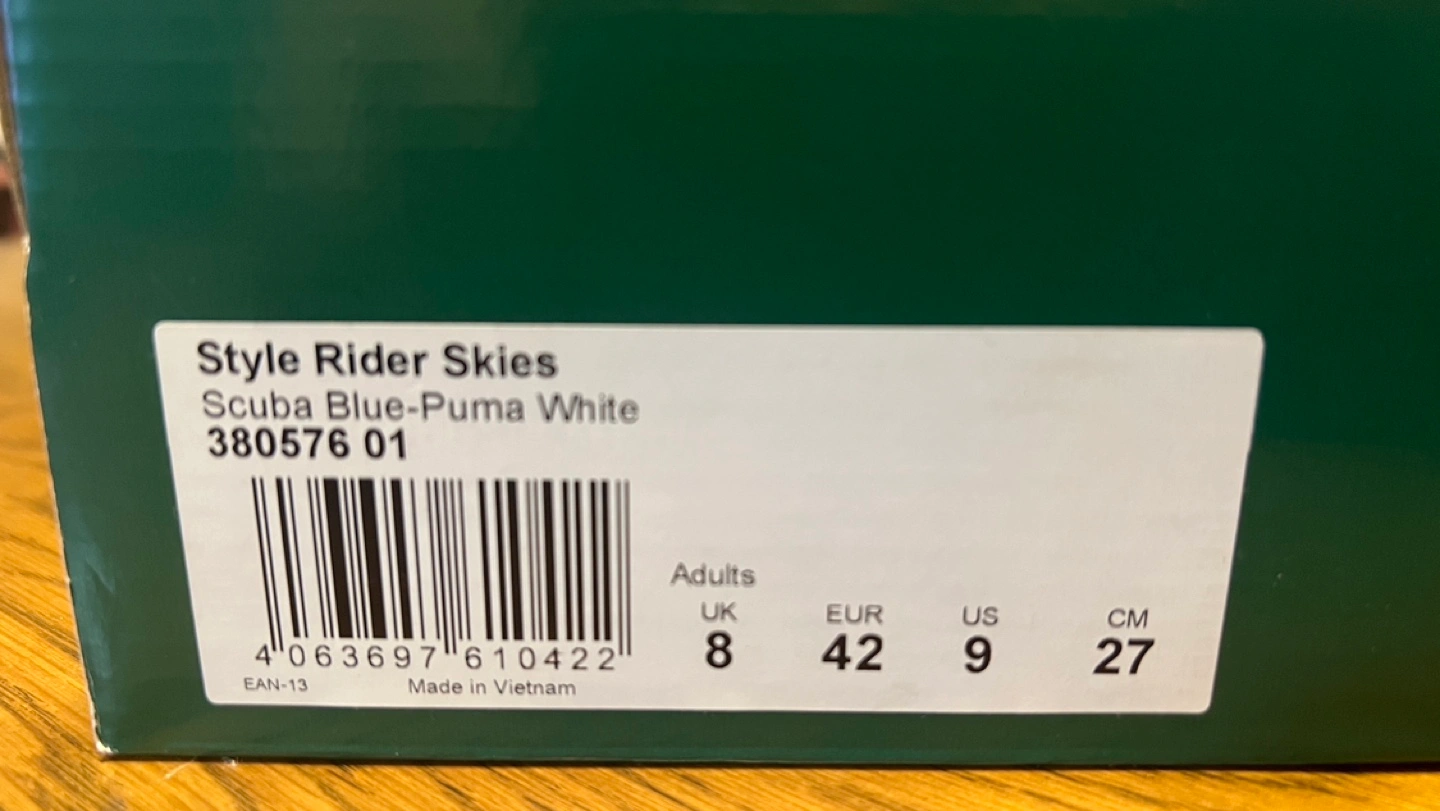 Style Rider Skies
Scuba Blue-Puma White
380576 01
4 063697 610422
EAN-13 Made in Vietnam
Adults
UK EUR US CM
8 42 9 27